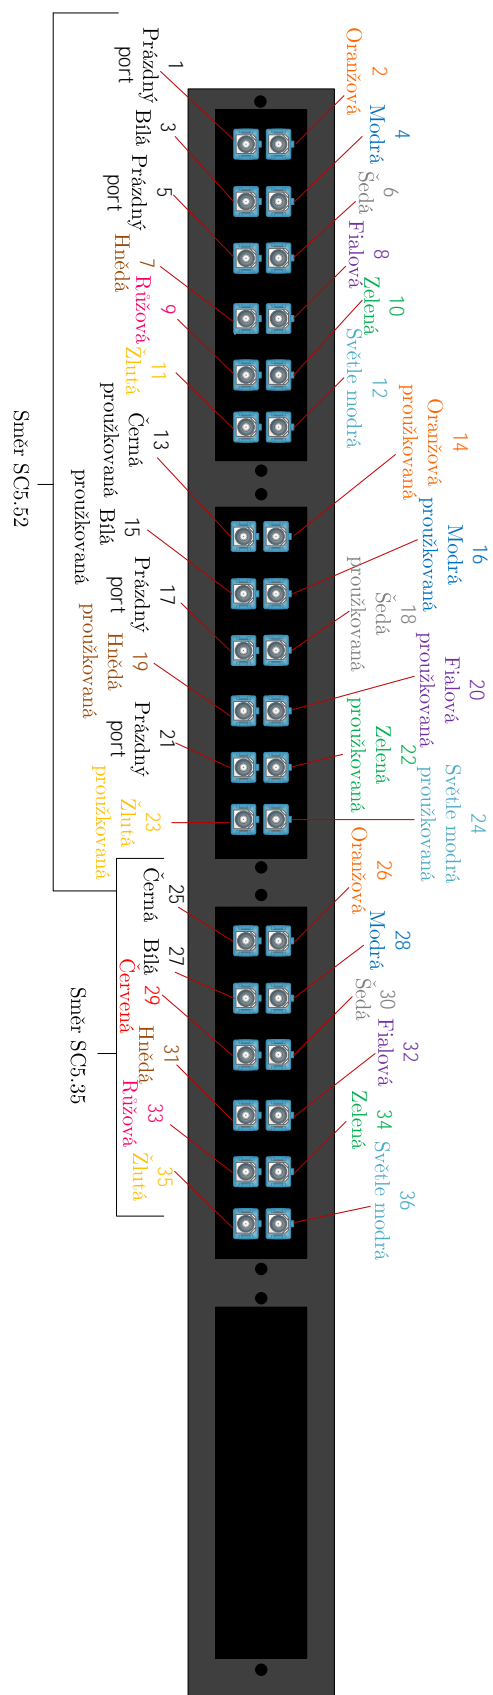 1
Prázdný
port
2
Oranžová
3
Bílá
4
Modrá
5
Prázdný
port
6
Šedá
7
Hnědá
8
Fialová
9
Růžová
10
Zelená
11
Žlutá
12
Světle modrá
13
Černá
proužkovaná
14
Oranžová
proužkovaná
15
Bílá
proužkovaná
16
Modrá
proužkovaná
17
Prázdný
port
18
Šedá
proužkovaná
19
Hnědá
proužkovaná
20
Fialová
proužkovaná
21
Prázdný
port
22
Zelená
proužkovaná
23
Žlutá
proužkovaná
24
Světle modrá
proužkovaná
Směr SC5.52
25
Černá
26
Oranžová
27
Bílá
28
Modrá
29
Červená
30
Šedá
31
Hnědá
32
Fialová
33
Růžová
34
Zelená
35
Žlutá
36
Světle modrá
Směr SC5.35